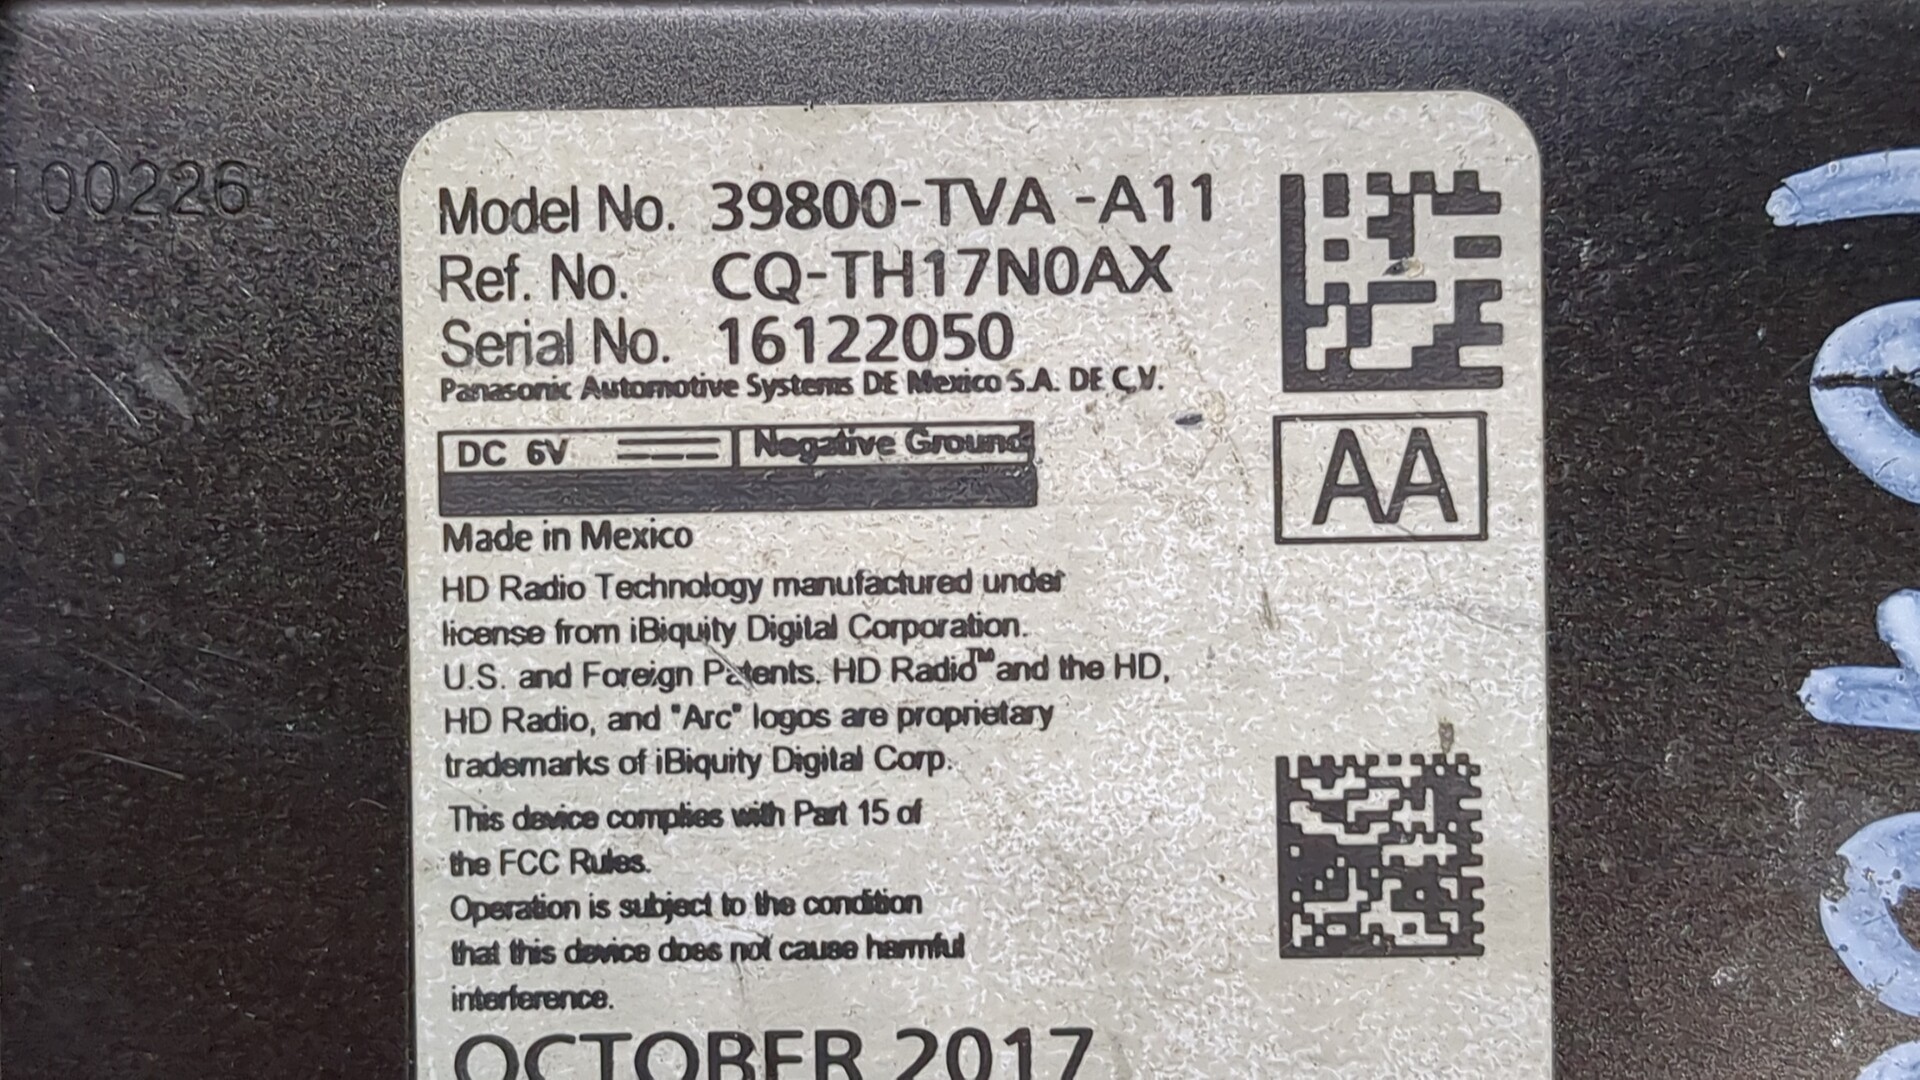 100226
Model No. 39800-TVA -A11
Ref. No. CQ-TH17N0AX
Serial No. 16122050
Panasonic Automotive Systems DE Mexico S.A. DE C.V.
DC 6V Negative Ground
AA
Made in Mexico
HD Radio Technology manufactured under
license from iBiquity Digital Corporation.
U.S. and Foreign Patents. HD Radio™ and the HD,
HD Radio, and "Arc" logos are proprietary
trademarks of iBiquity Digital Corp.
This device complies with Part 15 of
the FCC Rules.
Operation is subject to the condition
that this device does not cause harmful
interference.
OCTOBER 2017